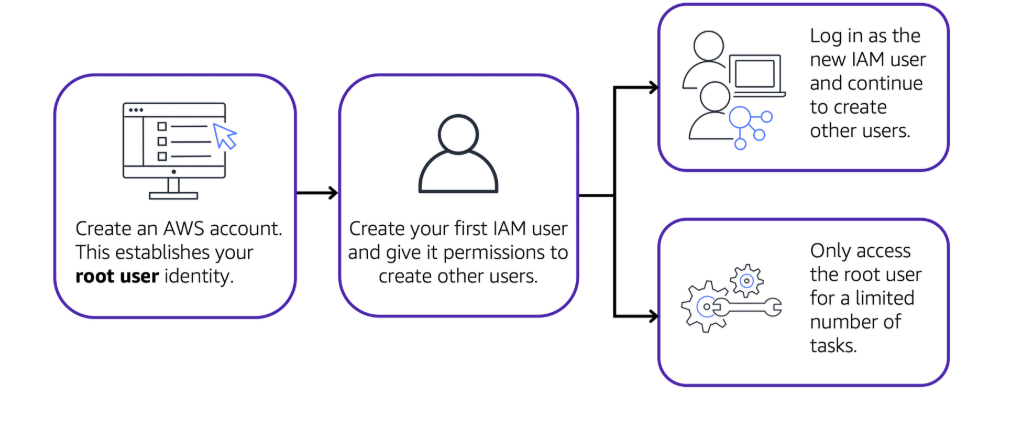 Create an AWS account.
This establishes your
root user identity.
Create your first IAM user
and give it permissions to
create other users.
Log in as the
new IAM user
and continue
to create
other users.
Only access
the root user
for a limited
number of
tasks.